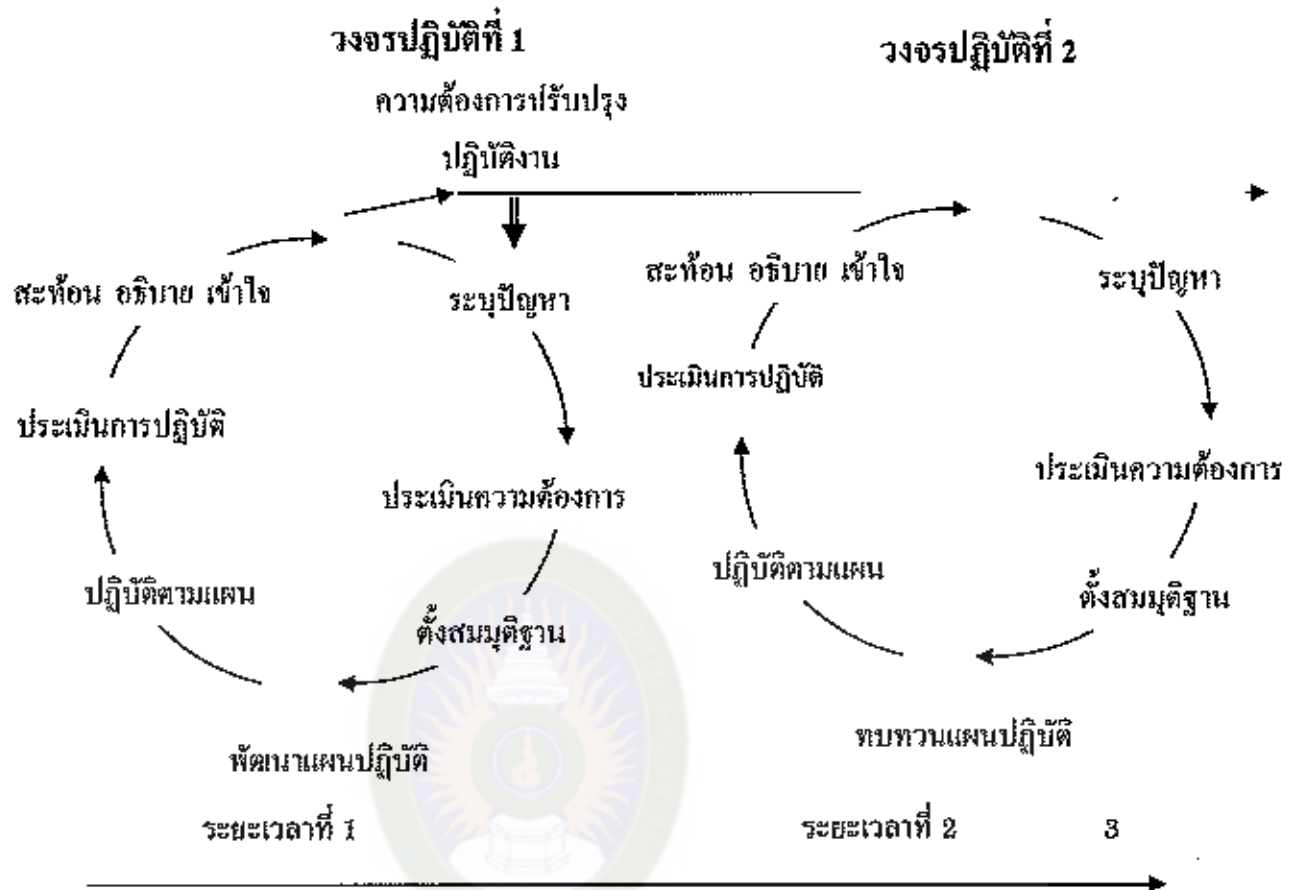 วงจรปฏิบัติที่ 1
ความต้องการปรับปรุง
ปฏิบัติงาน
สะท้อน อธิบาย เข้าใจ
ระบุปัญหา
ประเมินการปฏิบัติ
ประเมินความต้องการ
ปฏิบัติตามแผน
ตั้งสมมุติฐาน
พัฒนาแผนปฏิบัติ
ระยะเวลาที่ 1
วงจรปฏิบัติที่ 2
สะท้อน อธิบาย เข้าใจ
ระบุปัญหา
ประเมินการปฏิบัติ
ประเมินความต้องการ
ปฏิบัติตามแผน
ตั้งสมมุติฐาน
ทบทวนแผนปฏิบัติ
ระยะเวลาที่ 2 3